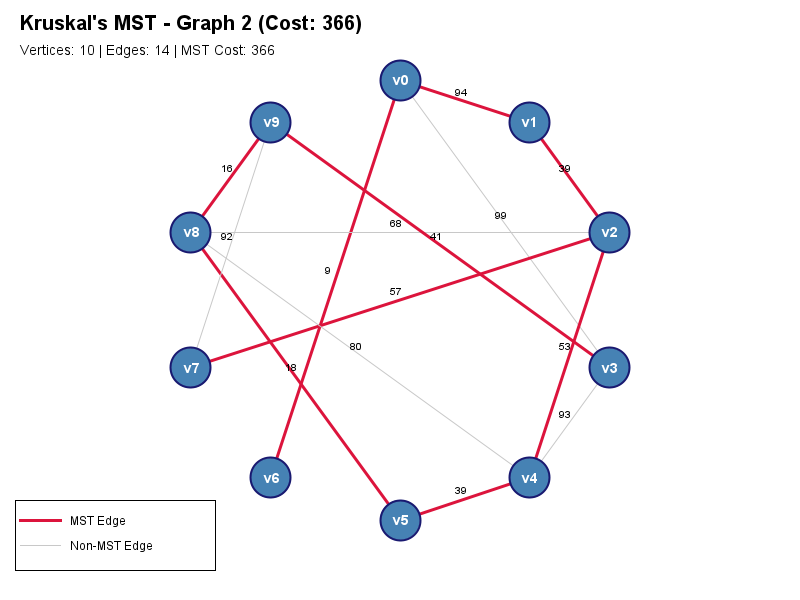 Kruskal's MST - Graph 2 (Cost: 366)
Vertices: 10 | Edges: 14 | MST Cost: 366
v0
94
v9
v1
16
39
99
68
v8
92
41
v2
9
57
80
53
18
v7
v3
93
v6
v4
39
v5
MST Edge
Non-MST Edge